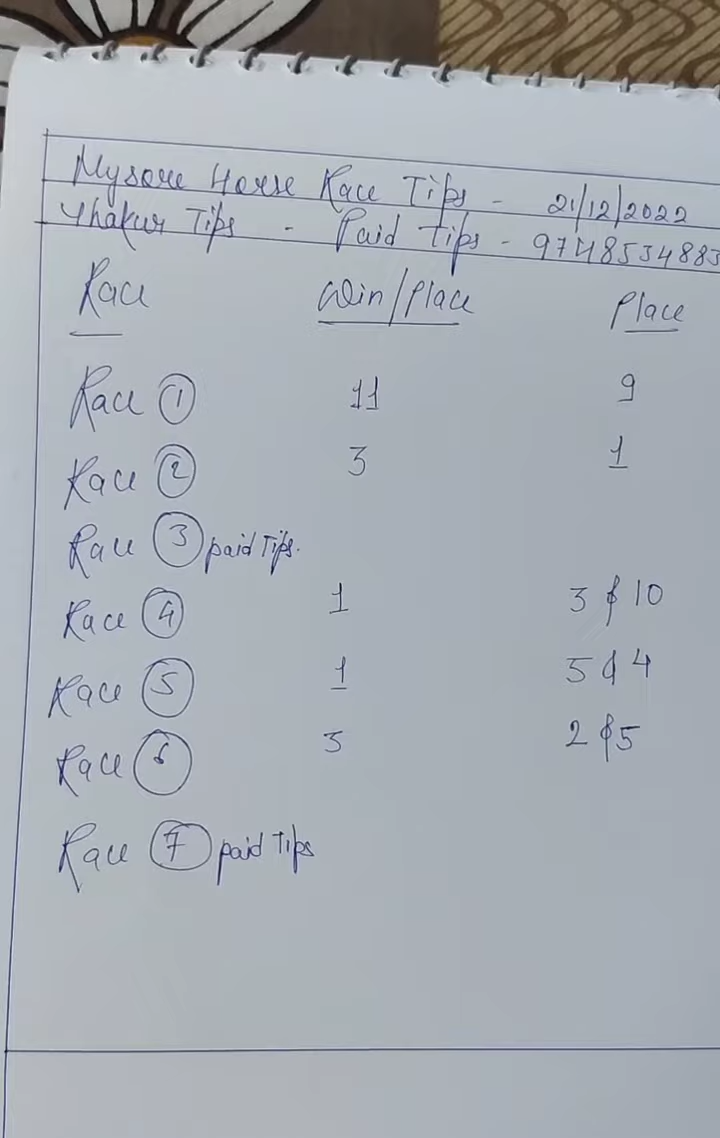 Mysore Horse Race Tips - 21/12/2022
Thakur Tips - Paid Tips - 9748534883
Race Win/Place Place
Race 1 11 9
Race 2 3 1
Race 3 paid Tips.
Race 4 1 3 & 10
Race 5 1 5 & 4
Race 6 3 2 & 5
Race 7 paid Tips